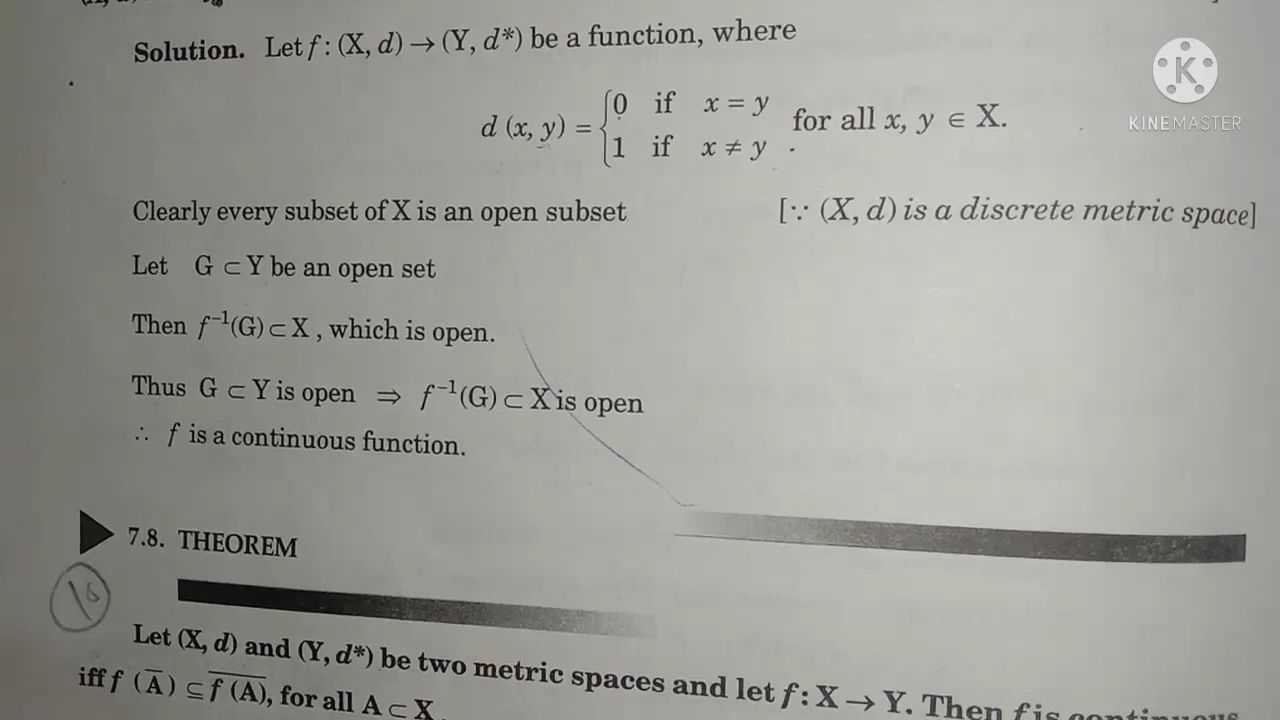 Solution. Let f : (X, d) → (Y, d*) be a function, where
d (x, y) = {0 if x = y
1 if x ≠ y for all x, y ∈ X.
Clearly every subset of X is an open subset [∵ (X, d) is a discrete metric space]
Let G ⊂ Y be an open set
Then f⁻¹(G) ⊂ X , which is open.
Thus G ⊂ Y is open ⇒ f⁻¹(G) ⊂ X is open
∴ f is a continuous function.
7.8. THEOREM
Let (X, d) and (Y, d*) be two metric spaces and let f : X → Y. Then f is continuous
iff f (A̅) ⊆ \overline{f (A)}, for all A ⊂ X
K
KINEMASTER